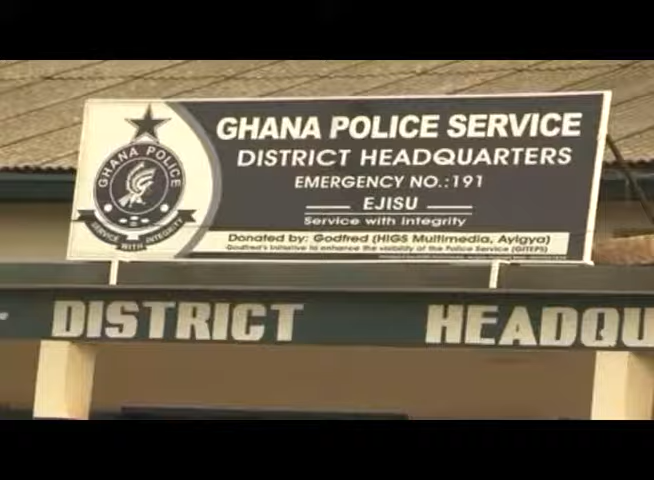 GHANA POLICE SERVICE
DISTRICT HEADQUARTERS
EMERGENCY NO.:191
EJISU
Service with integrity
Donated by: Godfred (HIGS Multimedia, Ayigya)
Godfred's Initiative to enhance the visibility of the Police Service (GITEPS)
GHANA POLICE
SERVICE WITH INTEGRITY
DISTRICT HEADQU